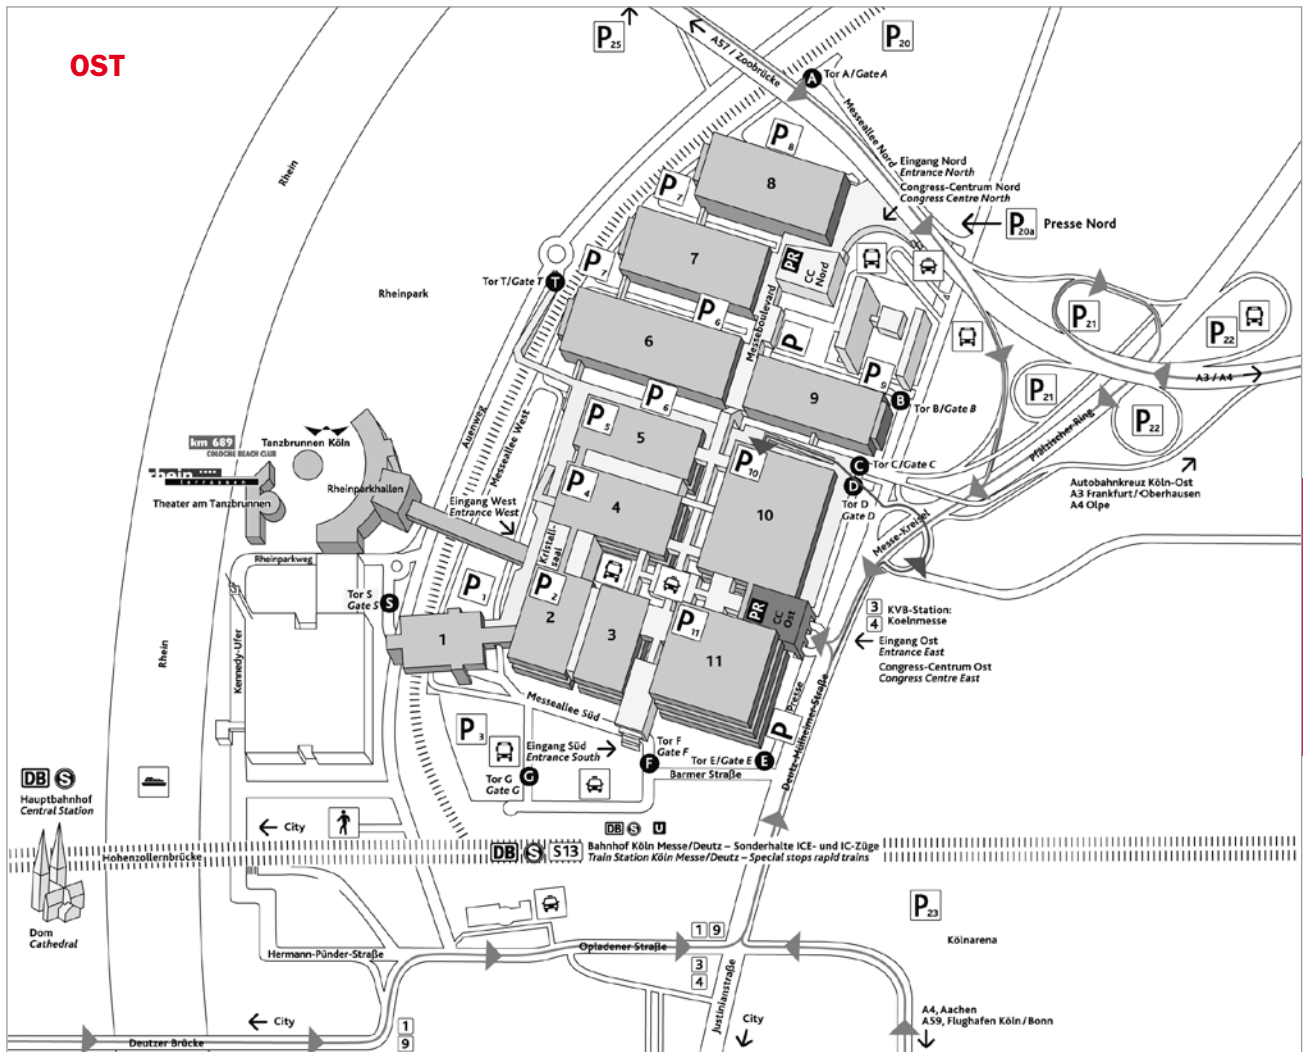 OST
P25
A57 / Zoobrücke
P20
Tor A/Gate A
A
Messeallee Nord
P8
8
Eingang Nord
Entrance North
Congress-Centrum Nord
Congress Centre North
P20a
Presse Nord
Rhein
P7
7
PR
CC
Nord
P7
Tor T/Gate T
T
Rheinpark
P6
Messeboulevard
P
P21
P22
6
P9
A3 / A4
9
B
Tor B/Gate B
P21
P22
Pfälzischer Ring
P6
P5
5
Auenweg
Messeallee West
km 689
COLOGNE BEACH CLUB
Tanzbrunnen Köln
rhein
terrassen
Theater am Tanzbrunnen
Rheinparkhallen
P10
C
Tor C/Gate C
D
Tor D
Gate D
Autobahnkreuz Köln-Ost
A3 Frankfurt/Oberhausen
A4 Olpe
P4
4
10
Eingang West
Entrance West
Messe-Kreisel
Kristall-
saal
Rheinparkweg
P1
P2
2
3
Tor S
Gate S
S
PR
CC
Ost
P11
11
3
4
KVB-Station:
Koelnmesse
Eingang Ost
Entrance East
Congress-Centrum Ost
Congress Centre East
1
Kennedy-Ufer
Rhein
Messeallee Süd
Presse
P
Deutz-Mülheimer Straße
P3
Eingang Süd
Entrance South
Tor F
Gate F
F
Tor E/Gate E
E
Barmer Straße
Tor G
Gate G
G
DB S
Hauptbahnhof
Central Station
City
DB S U
Hohenzollernbrücke
DB S S13
Bahnhof Köln Messe/Deutz – Sonderhalte ICE- und IC-Züge
Train Station Köln Messe/Deutz – Special stops rapid trains
Dom
Cathedral
P23
Kölnarena
Hermann-Pünder-Straße
Opladener Straße
1 9
3
4
Justinianstraße
City
City
1
9
Deutzer Brücke
A4, Aachen
A59, Flughafen Köln/Bonn